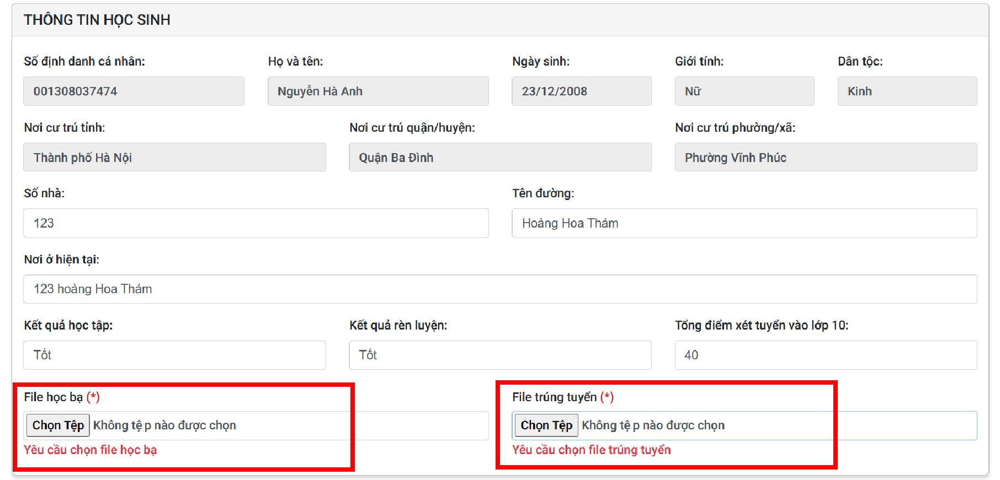 THÔNG TIN HỌC SINH
Số định danh cá nhân: Họ và tên: Ngày sinh: Giới tính: Dân tộc:
001308037474 Nguyễn Hà Anh 23/12/2008 Nữ Kinh
Nơi cư trú tỉnh: Nơi cư trú quận/huyện: Nơi cư trú phường/xã:
Thành phố Hà Nội Quận Ba Đình Phường Vĩnh Phúc
Số nhà: Tên đường:
123 Hoàng Hoa Thám
Nơi ở hiện tại:
123 hoàng Hoa Thám
Kết quả học tập: Kết quả rèn luyện: Tổng điểm xét tuyển vào lớp 10:
Tốt Tốt 40
File học bạ (*) File trúng tuyển (*)
Chọn Tệp Không tệp nào được chọn Chọn Tệp Không tệp nào được chọn
Yêu cầu chọn file học bạ Yêu cầu chọn file trúng tuyển